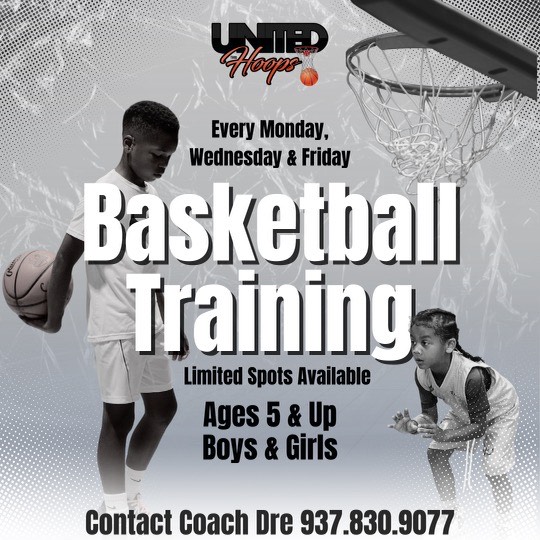 UNITED
Hoops
Every Monday,
Wednesday & Friday
Basketball
Training
Limited Spots Available
Ages 5 & Up
Boys & Girls
Contact Coach Dre 937.830.9077